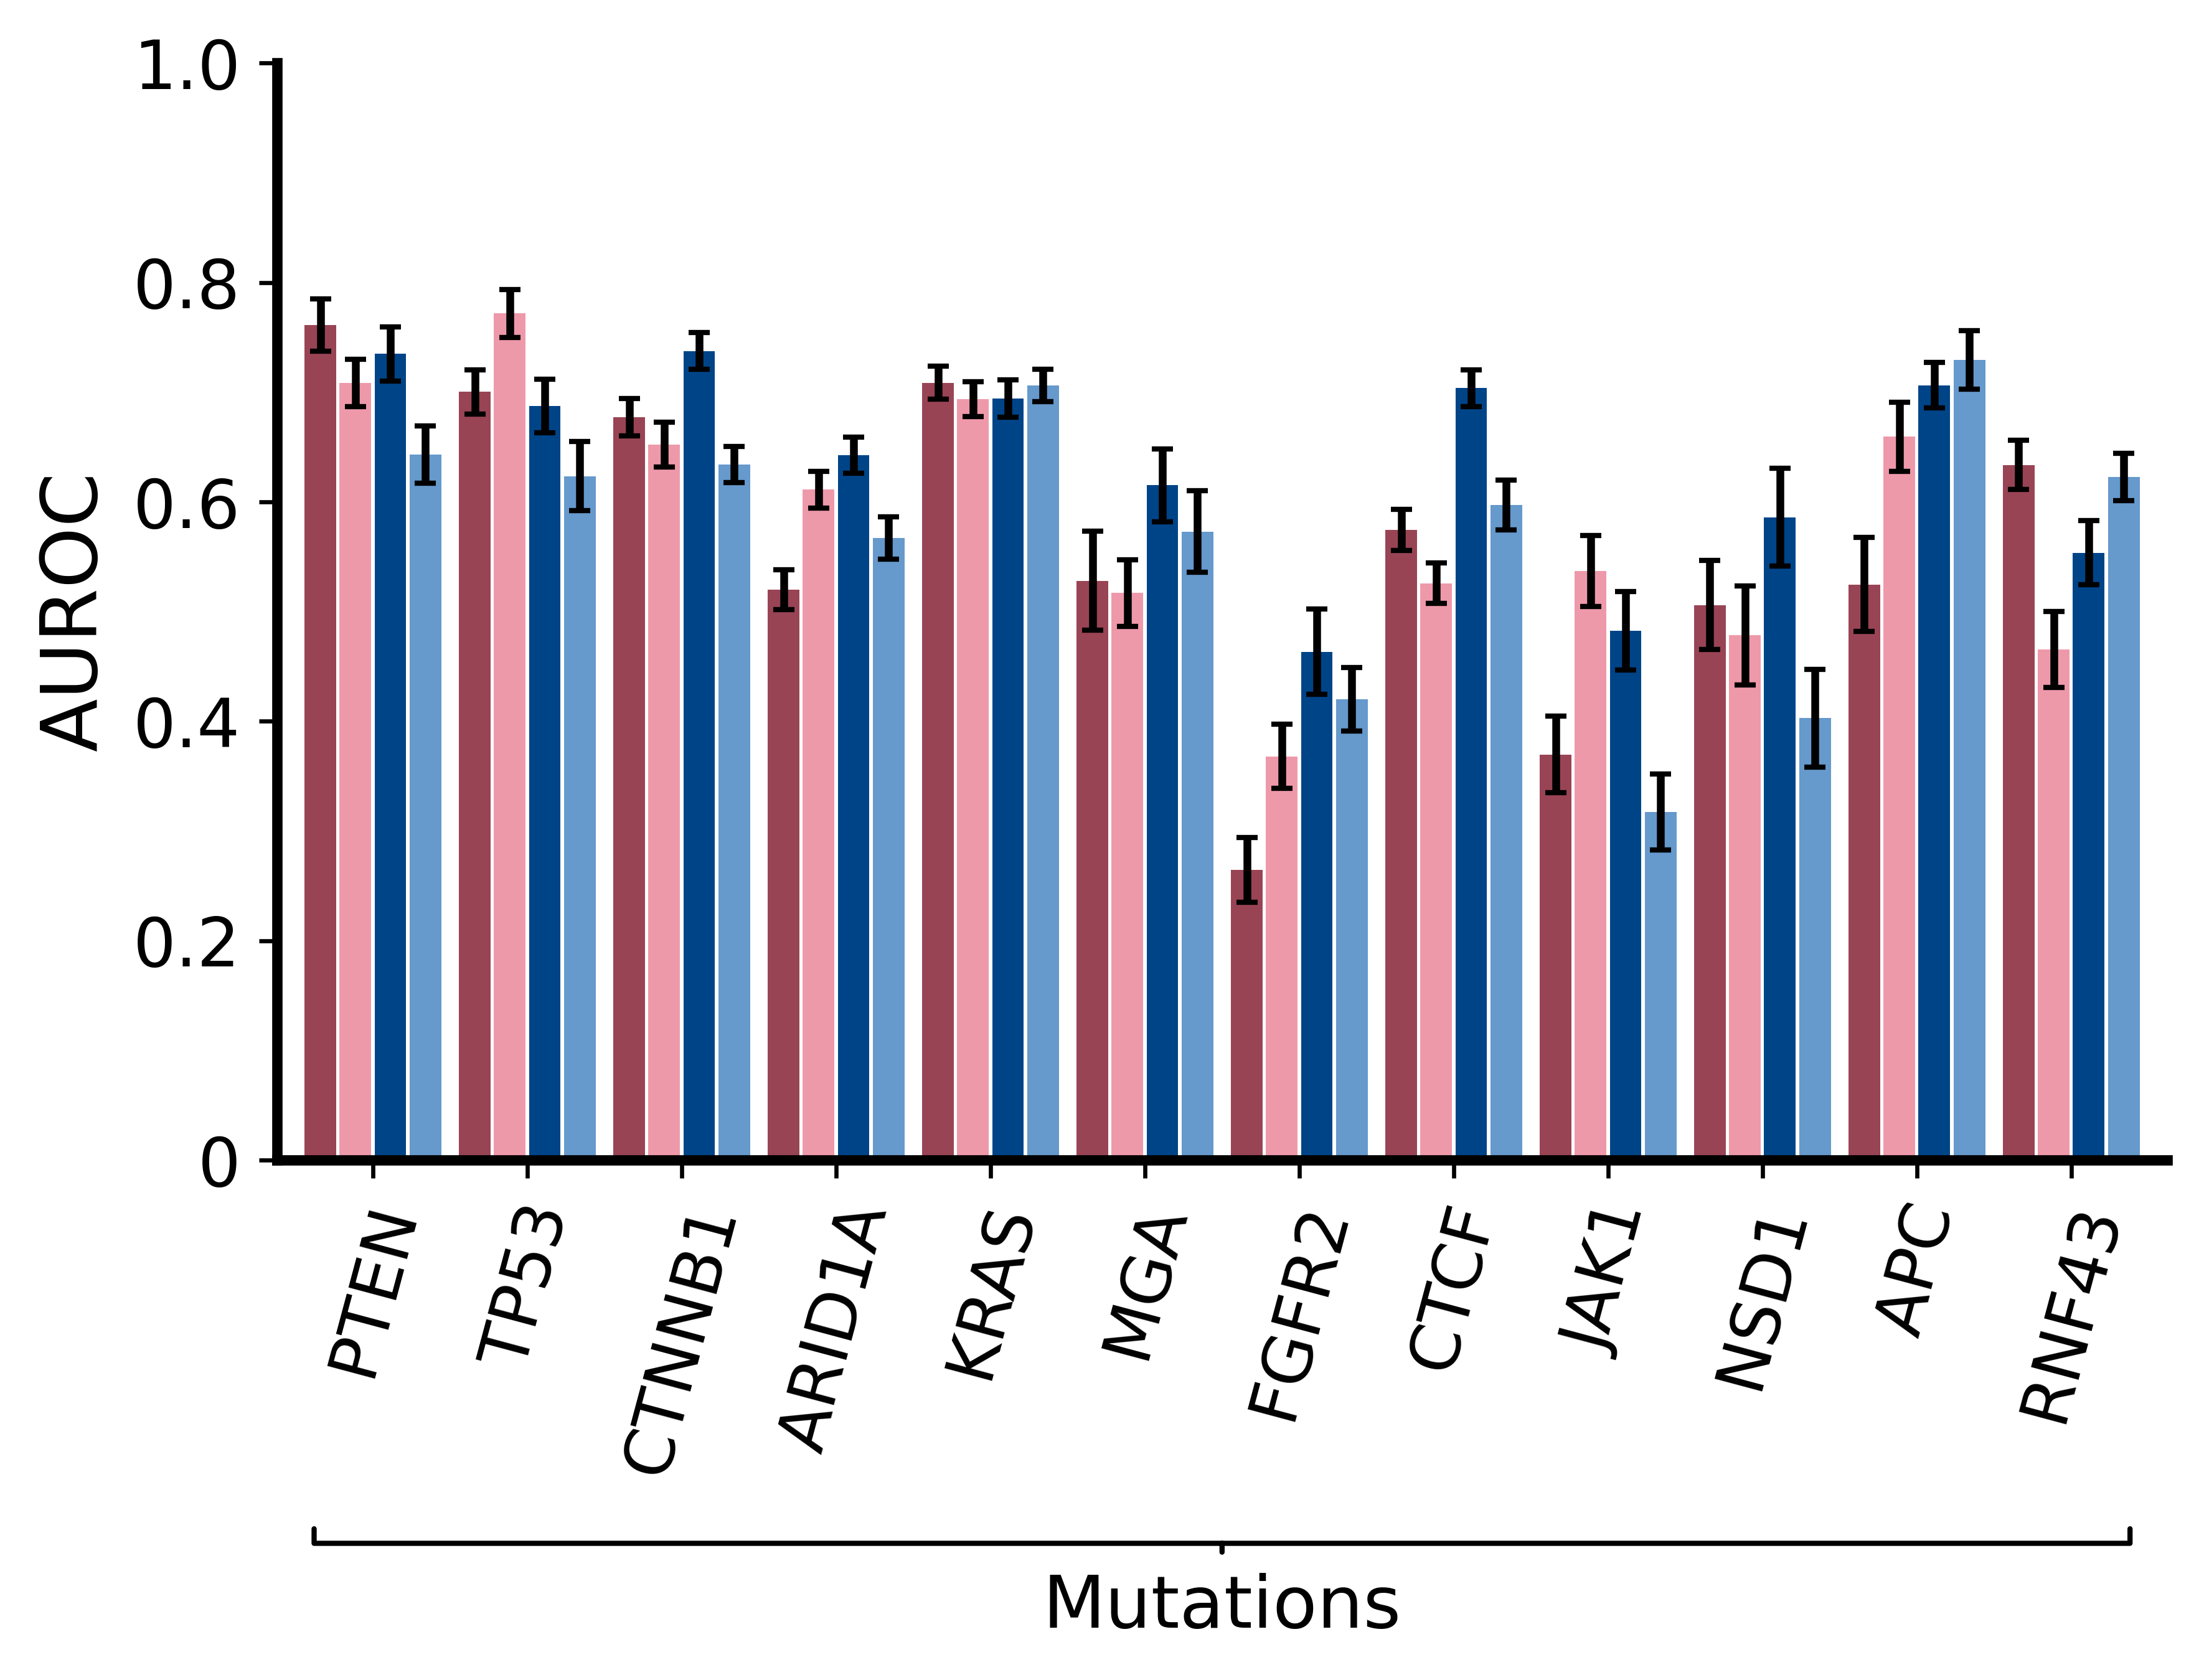 1.0
0.8
0.6
0.4
0.2
0
AUROC
PTEN
TP53
CTNNB1
ARID1A
KRAS
MGA
FGFR2
CTCF
JAK1
NSD1
APC
RNF43
Mutations